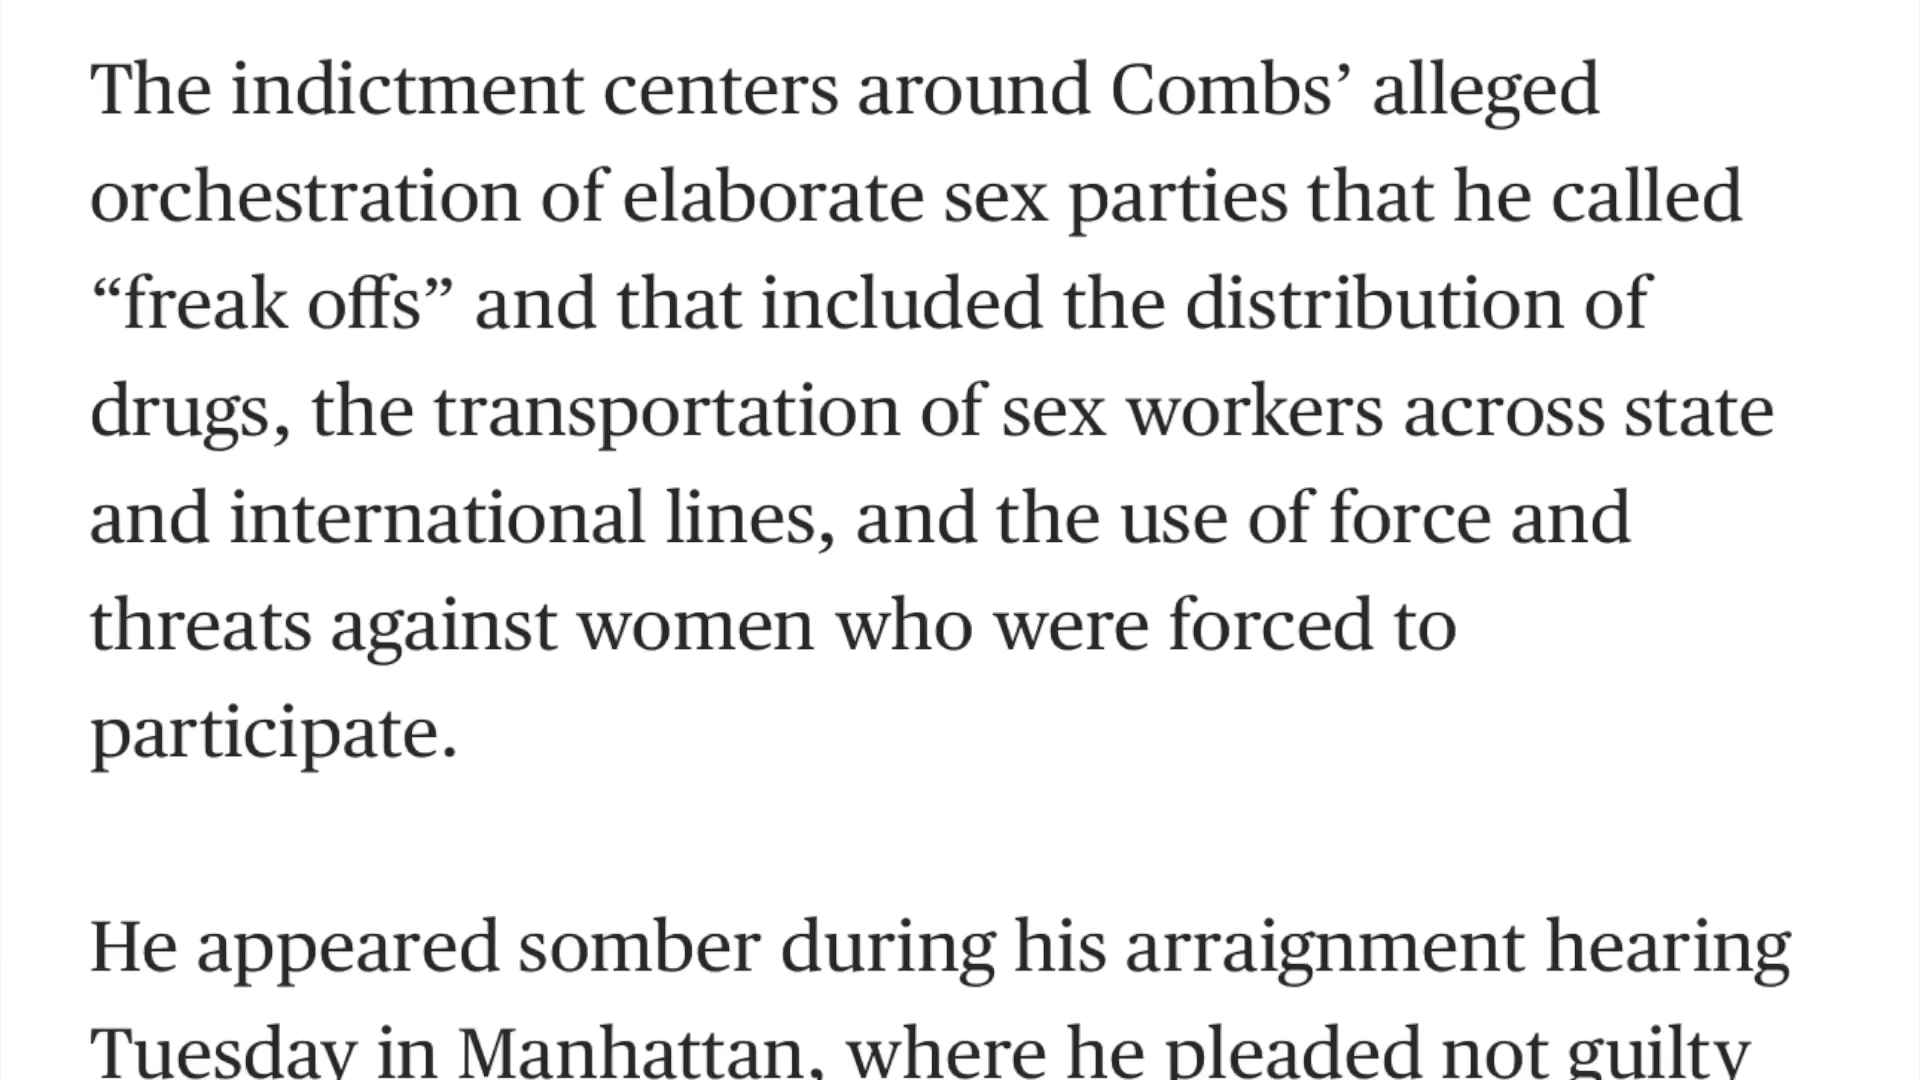 The indictment centers around Combs’ alleged
orchestration of elaborate sex parties that he called
“freak offs” and that included the distribution of
drugs, the transportation of sex workers across state
and international lines, and the use of force and
threats against women who were forced to
participate.
He appeared somber during his arraignment hearing
Tuesday in Manhattan, where he pleaded not guilty